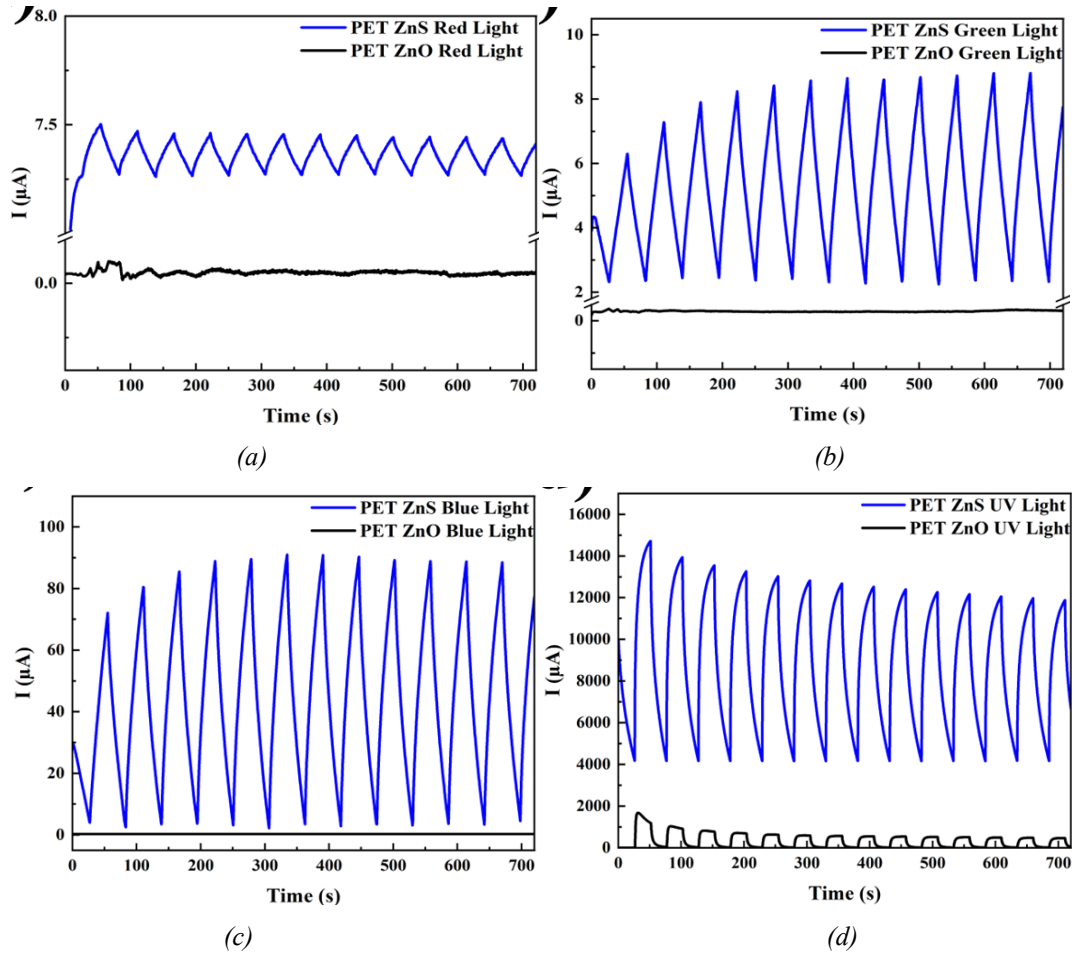 PET ZnS Red Light
PET ZnO Red Light
8.0
7.5
0.0
I (μA)
0 100 200 300 400 500 600 700
Time (s)
(a)
PET ZnS Green Light
PET ZnO Green Light
10
8
6
4
2
0
I (μA)
0 100 200 300 400 500 600 700
Time (s)
(b)
PET ZnS Blue Light
PET ZnO Blue Light
100
80
60
40
20
0
I (μA)
0 100 200 300 400 500 600 700
Time (s)
(c)
PET ZnS UV Light
PET ZnO UV Light
16000
14000
12000
10000
8000
6000
4000
2000
0
I (μA)
0 100 200 300 400 500 600 700
Time (s)
(d)